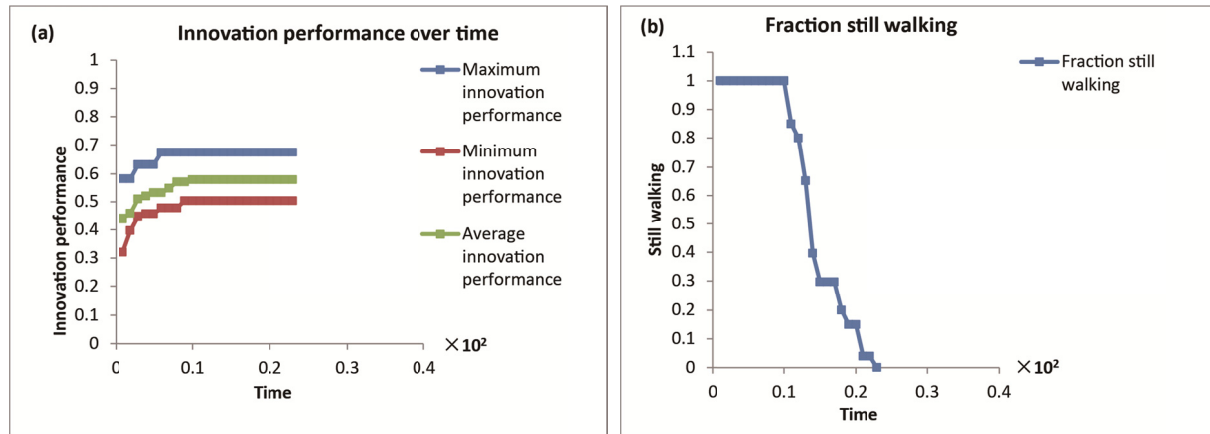 (a)
Innovation performance over time
1
0.9
0.8
0.7
0.6
0.5
0.4
0.3
0.2
0.1
0
Innovation performance
0 0.1 0.2 0.3 0.4
×10²
Time
Maximum
innovation
performance
Minimum
innovation
performance
Average
innovation
performance
(b)
Fraction still walking
1.1
1
0.9
0.8
0.7
0.6
0.5
0.4
0.3
0.2
0.1
0
Still walking
0 0.1 0.2 0.3 0.4
×10²
Time
Fraction still
walking